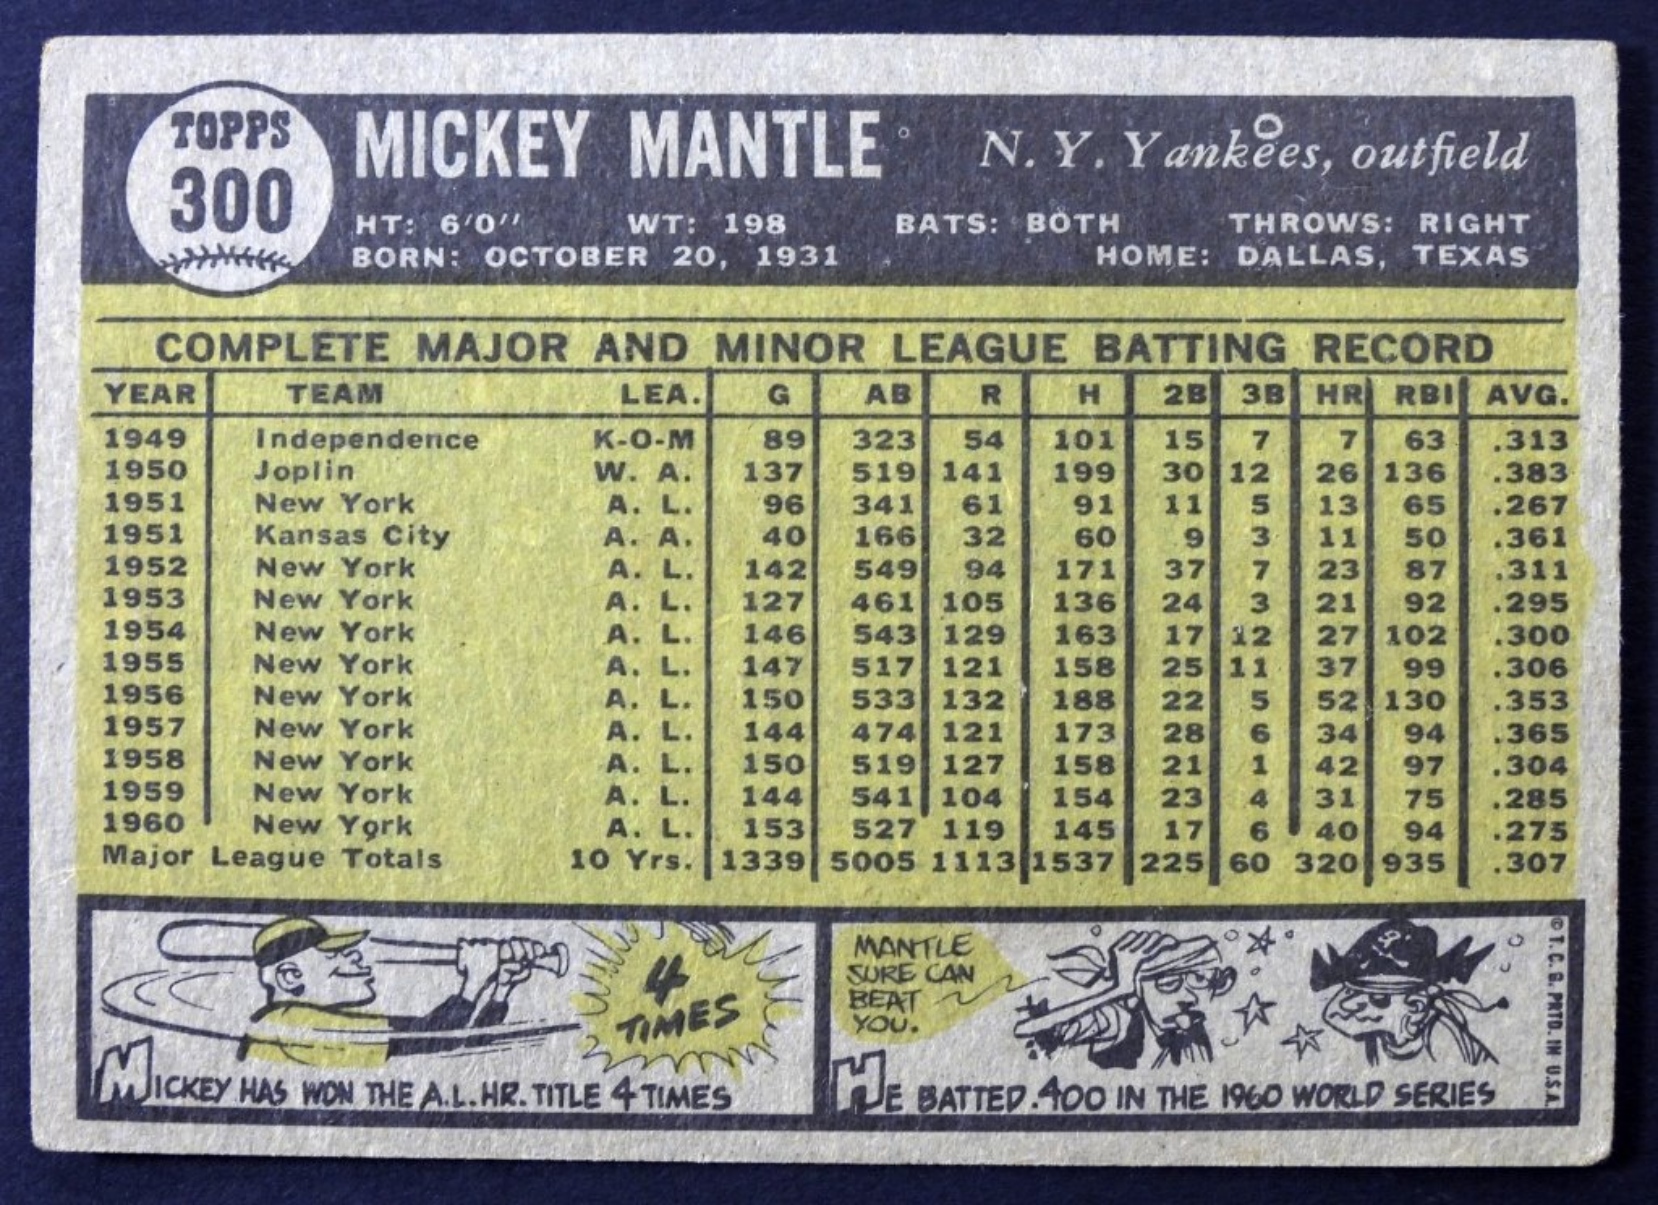 TOPPS
300
MICKEY MANTLE
N. Y. Yankees, outfield
HT: 6'0" WT: 198 BATS: BOTH THROWS: RIGHT
BORN: OCTOBER 20, 1931 HOME: DALLAS, TEXAS
COMPLETE MAJOR AND MINOR LEAGUE BATTING RECORD
YEAR TEAM LEA. G AB R H 2B 3B HR RBI AVG.
1949 Independence K-O-M 89 323 54 101 15 7 7 63 .313
1950 Joplin W. A. 137 519 141 199 30 12 26 136 .383
1951 New York A. L. 96 341 61 91 11 5 13 65 .267
1951 Kansas City A. A. 40 166 32 60 9 3 11 50 .361
1952 New York A. L. 142 549 94 171 37 7 23 87 .311
1953 New York A. L. 127 461 105 136 24 3 21 92 .295
1954 New York A. L. 146 543 129 163 17 12 27 102 .300
1955 New York A. L. 147 517 121 158 25 11 37 99 .306
1956 New York A. L. 150 533 132 188 22 5 52 130 .353
1957 New York A. L. 144 474 121 173 28 6 34 94 .365
1958 New York A. L. 150 519 127 158 21 1 42 97 .304
1959 New York A. L. 144 541 104 154 23 4 31 75 .285
1960 New York A. L. 153 527 119 145 17 6 40 94 .275
Major League Totals 10 Yrs. 1339 5005 1113 1537 225 60 320 935 .307
4
TIMES
MICKEY HAS WON THE A.L. HR. TITLE 4 TIMES
MANTLE
SURE CAN
BEAT
YOU.
HE BATTED .400 IN THE 1960 WORLD SERIES
© T. C. G. PRTD. IN U.S.A.